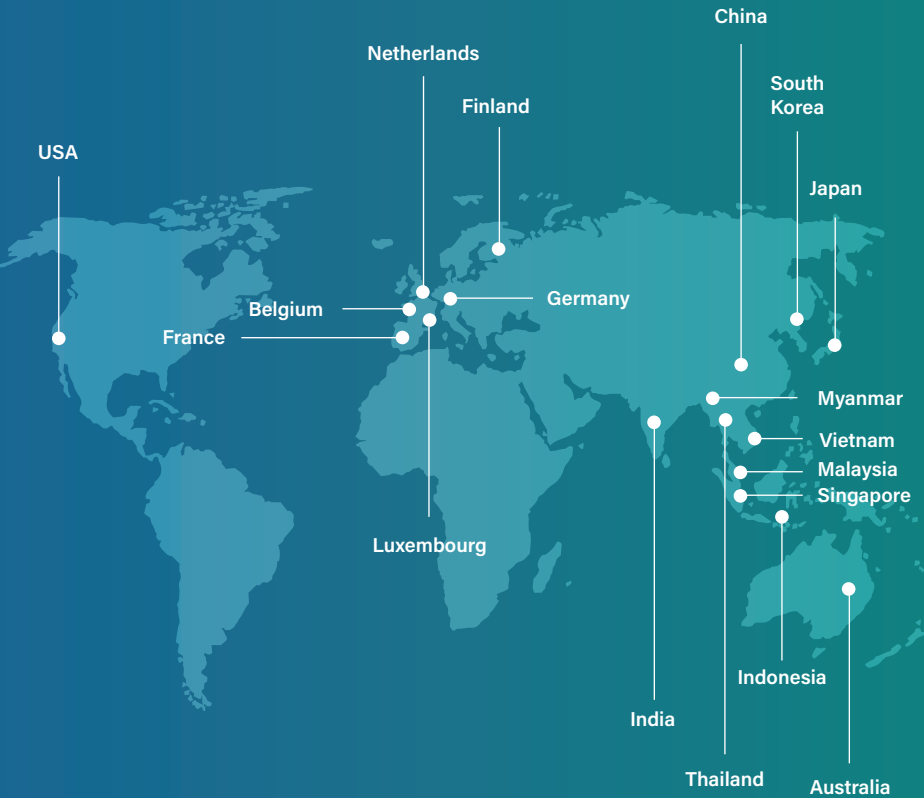 China
Netherlands
South
Korea
Finland
USA
Japan
Germany
Belgium
France
Myanmar
Vietnam
Malaysia
Singapore
Luxembourg
Indonesia
India
Thailand
Australia